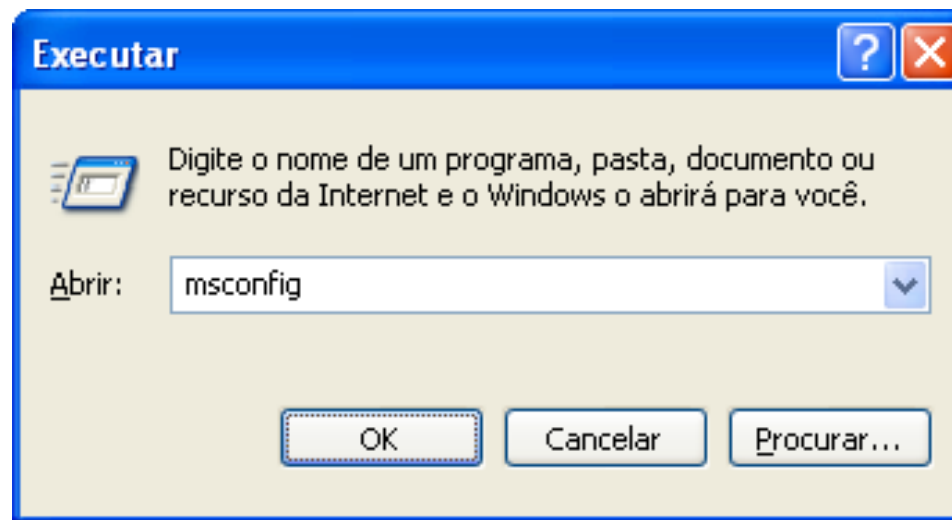 Executar
Digite o nome de um programa, pasta, documento ou
recurso da Internet e o Windows o abrirá para você.
Abrir: msconfig
OK Cancelar Procurar...